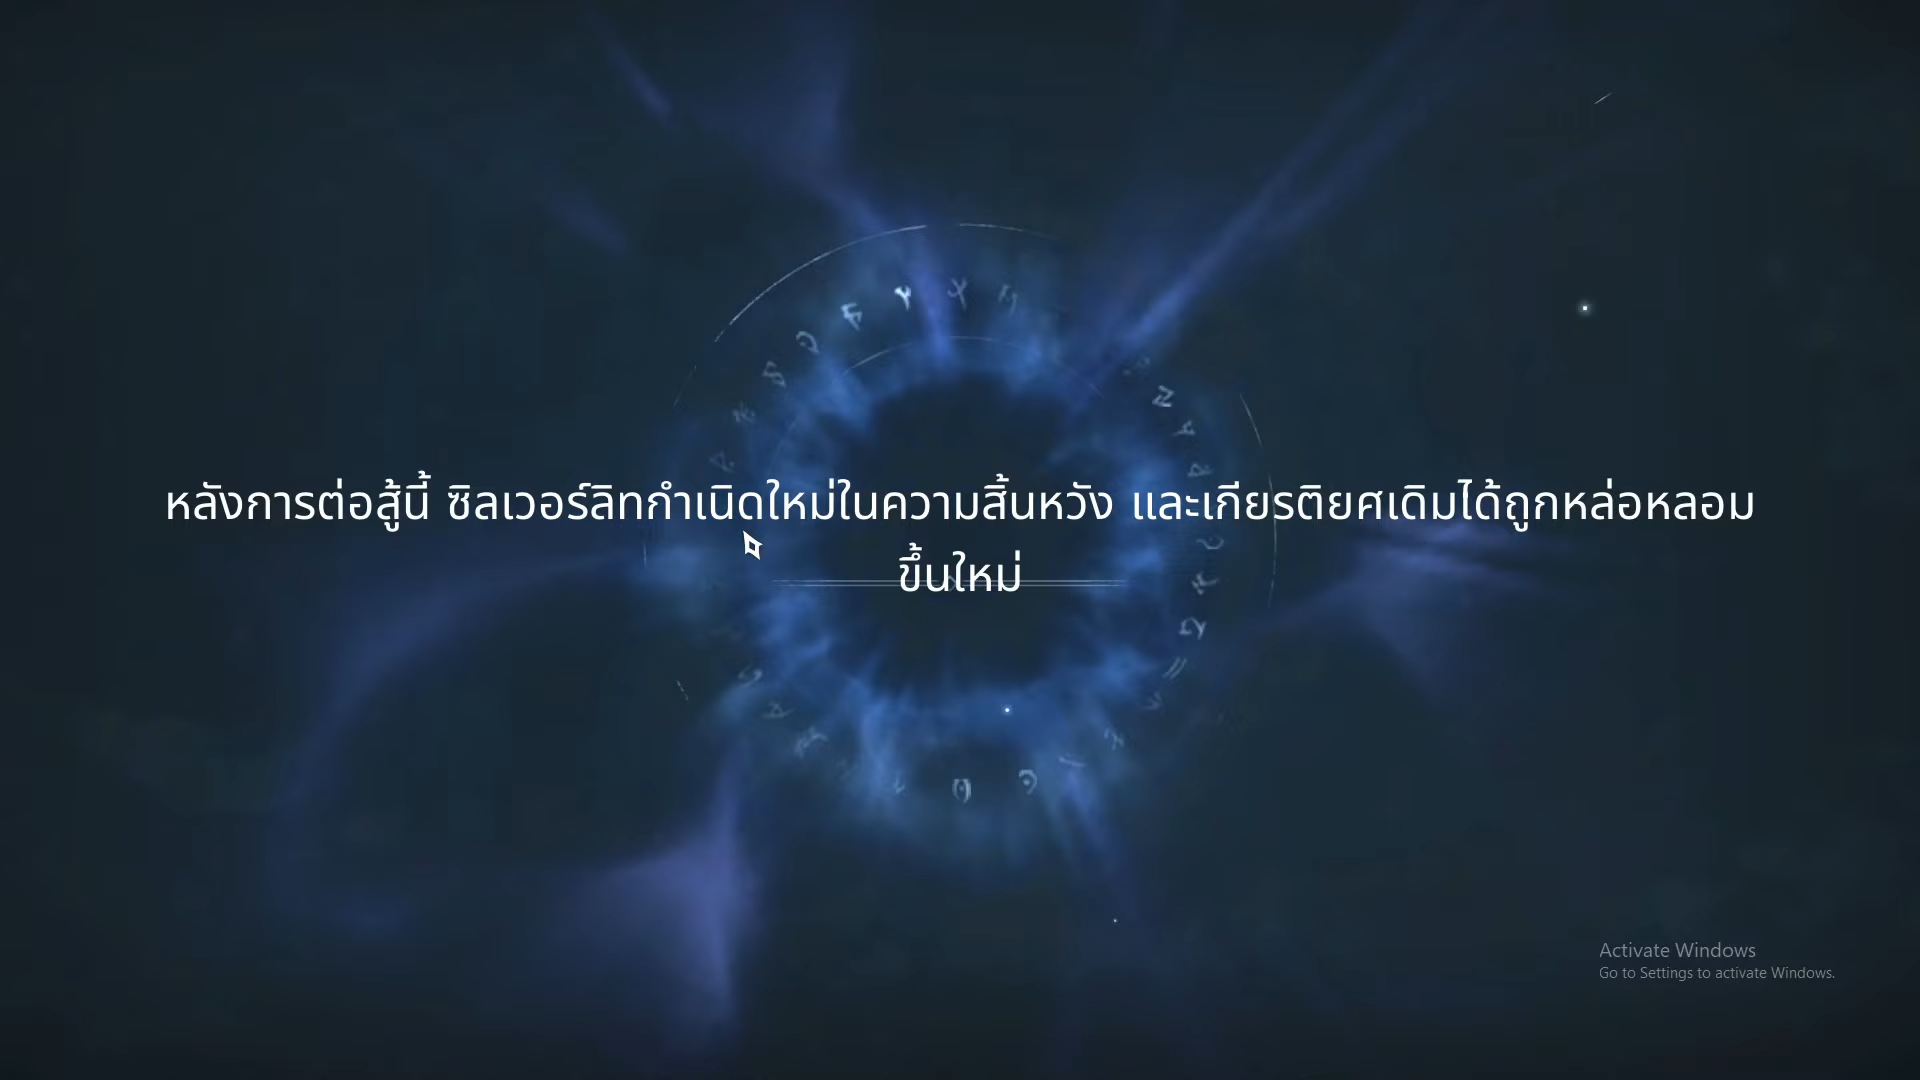 หลังการต่อสู้นี้ ซิลเวอร์ลิทกำเนิดใหม่ในความสิ้นหวัง และเกียรติยศเดิมได้ถูกหล่อหลอม
ขึ้นใหม่
Activate Windows
Go to Settings to activate Windows.